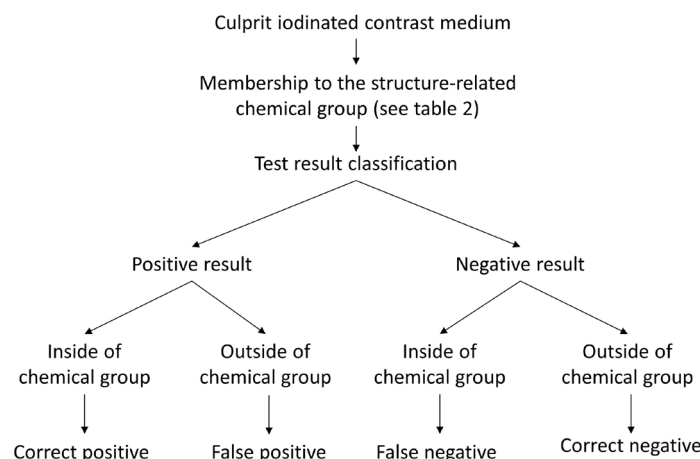 Culprit iodinated contrast medium
Membership to the structure-related
chemical group (see table 2)
Test result classification
Positive result
Negative result
Inside of
chemical group
Outside of
chemical group
Inside of
chemical group
Outside of
chemical group
Correct positive
False positive
False negative
Correct negative